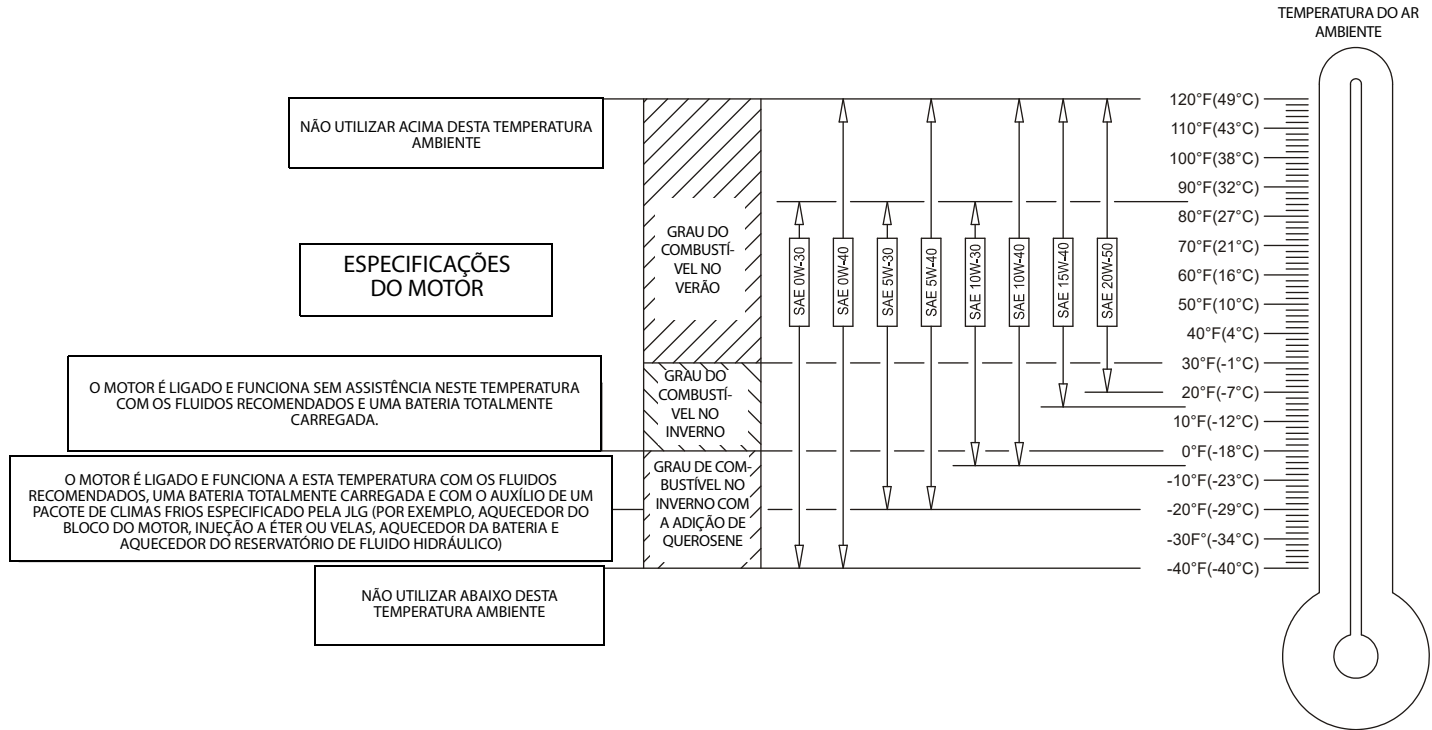 TEMPERATURA DO AR
AMBIENTE
NÃO UTILIZAR ACIMA DESTA TEMPERATURA
AMBIENTE
ESPECIFICAÇÕES
DO MOTOR
O MOTOR É LIGADO E FUNCIONA SEM ASSISTÊNCIA NESTE TEMPERATURA
COM OS FLUIDOS RECOMENDADOS E UMA BATERIA TOTALMENTE
CARREGADA.
O MOTOR É LIGADO E FUNCIONA A ESTA TEMPERATURA COM OS FLUIDOS
RECOMENDADOS, UMA BATERIA TOTALMENTE CARREGADA E COM O AUXÍLIO DE UM
PACOTE DE CLIMAS FRIOS ESPECIFICADO PELA JLG (POR EXEMPLO, AQUECEDOR DO
BLOCO DO MOTOR, INJEÇÃO A ÉTER OU VELAS, AQUECEDOR DA BATERIA E
AQUECEDOR DO RESERVATÓRIO DE FLUIDO HIDRÁULICO)
NÃO UTILIZAR ABAIXO DESTA
TEMPERATURA AMBIENTE
GRAU DO
COMBUSTÍ-
VEL NO
VERÃO
GRAU DO
COMBUSTÍ-
VEL NO
INVERNO
GRAU DE COM-
BUSTÍVEL NO
INVERNO COM
A ADIÇÃO DE
QUEROSENE
SAE 0W-30
SAE 0W-40
SAE 5W-30
SAE 5W-40
SAE 10W-30
SAE 10W-40
SAE 15W-40
SAE 20W-50
120°F(49°C)
110°F(43°C)
100°F(38°C)
90°F(32°C)
80°F(27°C)
70°F(21°C)
60°F(16°C)
50°F(10°C)
40°F(4°C)
30°F(-1°C)
20°F(-7°C)
10°F(-12°C)
0°F(-18°C)
-10°F(-23°C)
-20°F(-29°C)
-30F°(-34°C)
-40°F(-40°C)